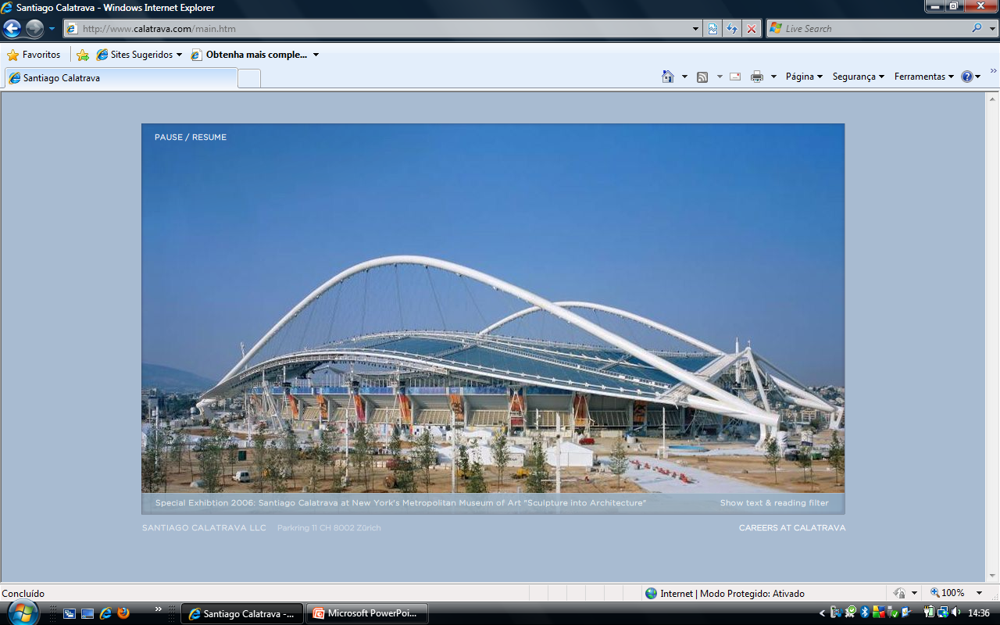 Santiago Calatrava - Windows Internet Explorer
http://www.calatrava.com/main.htm
Live Search
Favoritos Sites Sugeridos Obtenha mais comple...
Santiago Calatrava
Página Segurança Ferramentas
PAUSE / RESUME
Special Exhibtion 2006: Santiago Calatrava at New York's Metropolitan Museum of Art "Sculpture into Architecture" Show text & reading filter
SANTIAGO CALATRAVA LLC Parkring 11 CH 8002 Zürich CAREERS AT CALATRAVA
Concluído Internet | Modo Protegido: Ativado 100%
Santiago Calatrava -... Microsoft PowerPoi... 14:36